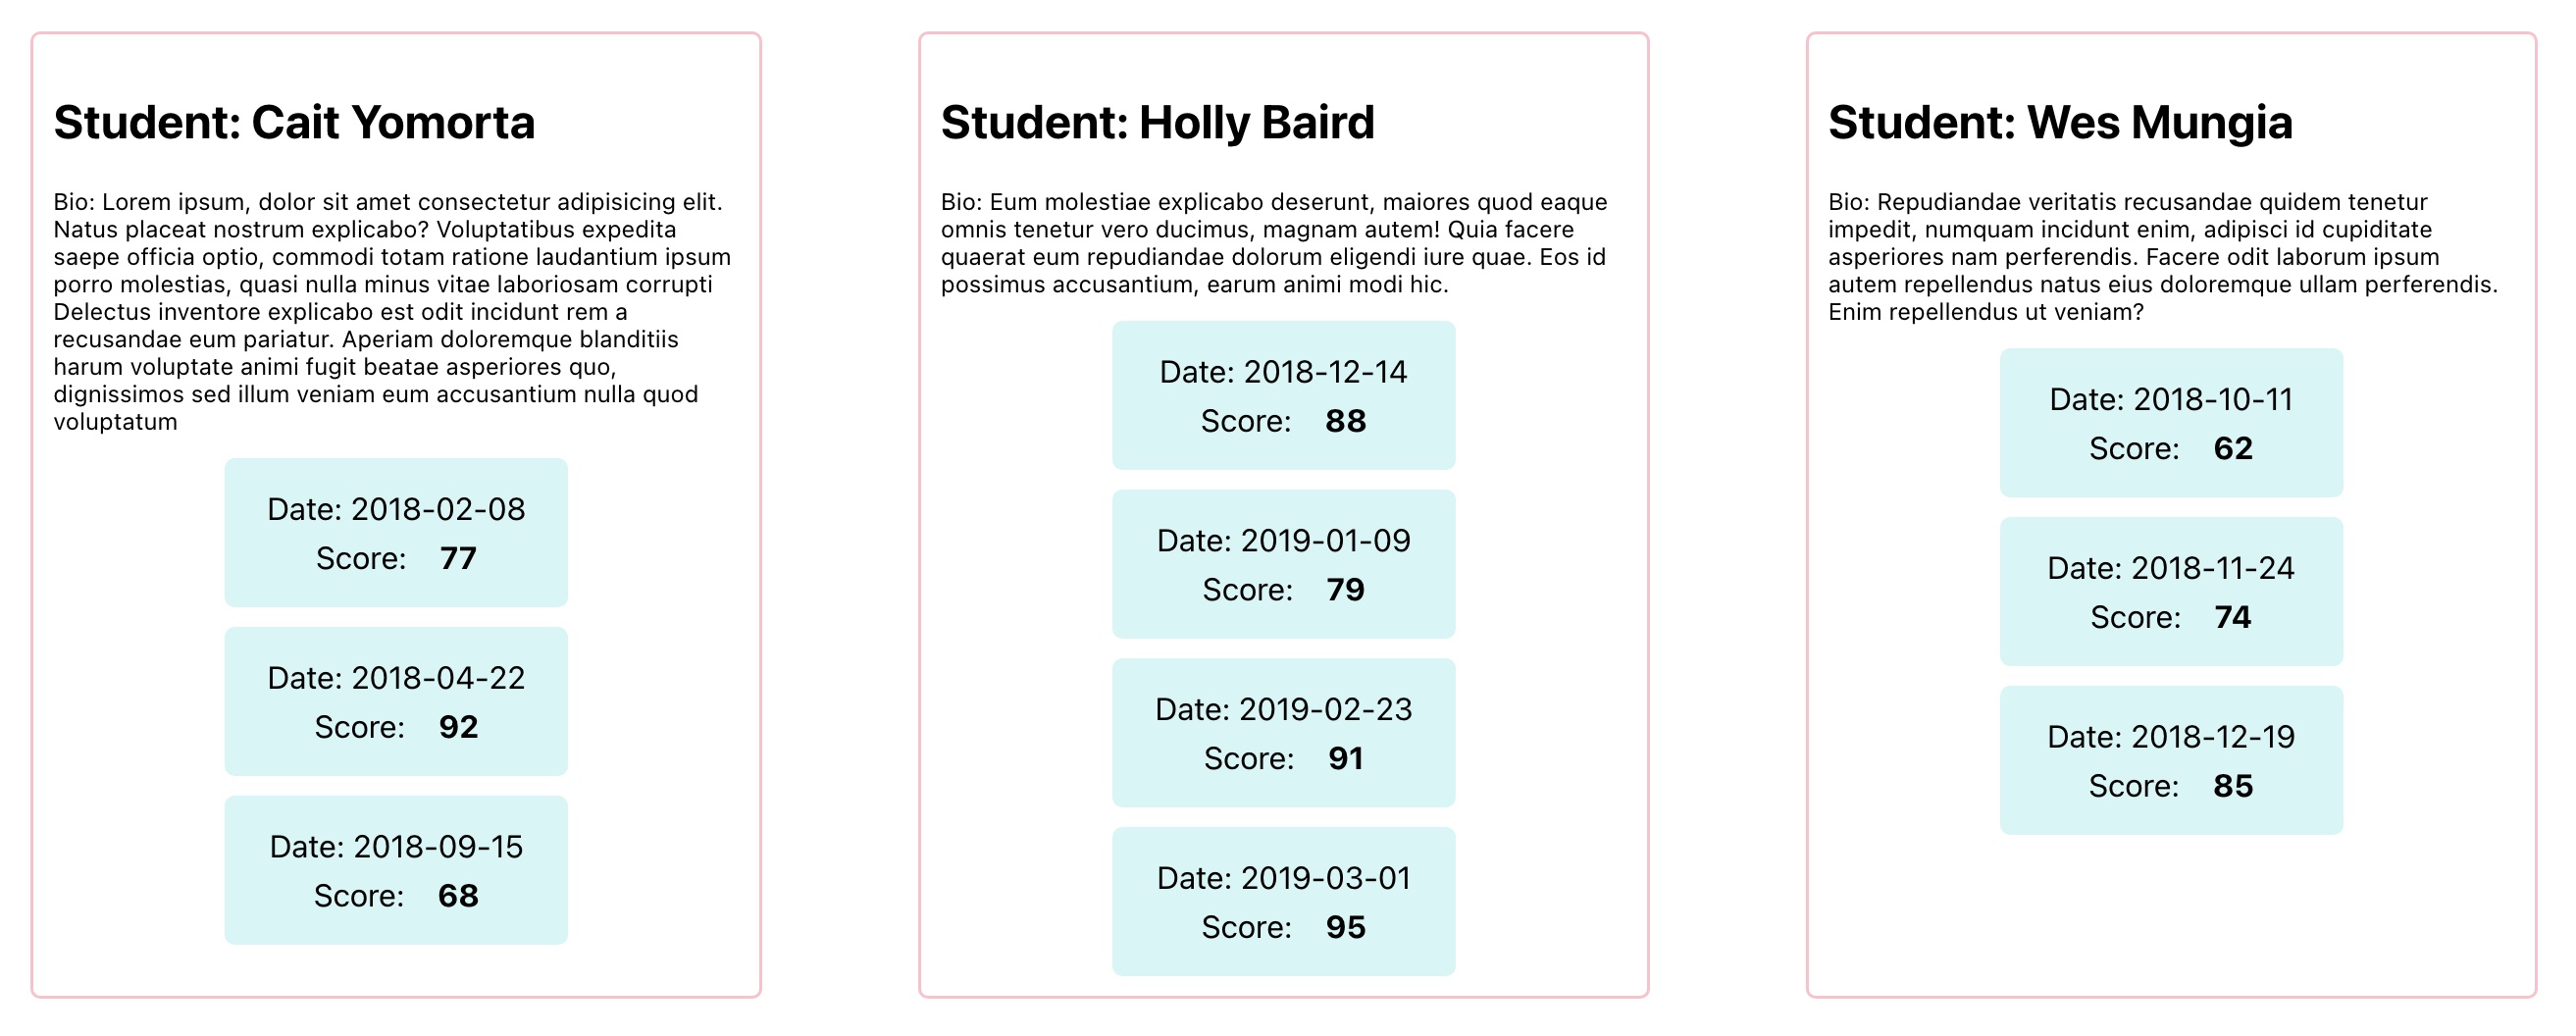 Student: Cait Yomorta
Bio: Lorem ipsum, dolor sit amet consectetur adipisicing elit.
Natus placeat nostrum explicabo? Voluptatibus expedita
saepe officia optio, commodi totam ratione laudantium ipsum
porro molestias, quasi nulla minus vitae laboriosam corrupti
Delectus inventore explicabo est odit incidunt rem a
recusandae eum pariatur. Aperiam doloremque blanditiis
harum voluptate animi fugit beatae asperiores quo,
dignissimos sed illum veniam eum accusantium nulla quod
voluptatum
Date: 2018-02-08
Score: 77
Date: 2018-04-22
Score: 92
Date: 2018-09-15
Score: 68
Student: Holly Baird
Bio: Eum molestiae explicabo deserunt, maiores quod eaque
omnis tenetur vero ducimus, magnam autem! Quia facere
quaerat eum repudiandae dolorum eligendi iure quae. Eos id
possimus accusantium, earum animi modi hic.
Date: 2018-12-14
Score: 88
Date: 2019-01-09
Score: 79
Date: 2019-02-23
Score: 91
Date: 2019-03-01
Score: 95
Student: Wes Mungia
Bio: Repudiandae veritatis recusandae quidem tenetur
impedit, numquam incidunt enim, adipisci id cupiditate
asperiores nam perferendis. Facere odit laborum ipsum
autem repellendus natus eius doloremque ullam perferendis.
Enim repellendus ut veniam?
Date: 2018-10-11
Score: 62
Date: 2018-11-24
Score: 74
Date: 2018-12-19
Score: 85